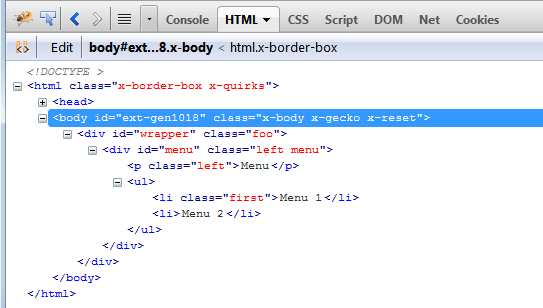 Console HTML CSS Script DOM Net Cookies
Edit body#ext...8.x-body < html.x-border-box
<!DOCTYPE >
<html class="x-border-box x-quirks">
<head>
<body id="ext-gen1018" class="x-body x-gecko x-reset">
<div id="wrapper" class="foo">
<div id="menu" class="left menu">
<p class="left">Menu</p>
<ul>
<li class="first">Menu 1</li>
<li>Menu 2</li>
</ul>
</div>
</div>
</body>
</html>